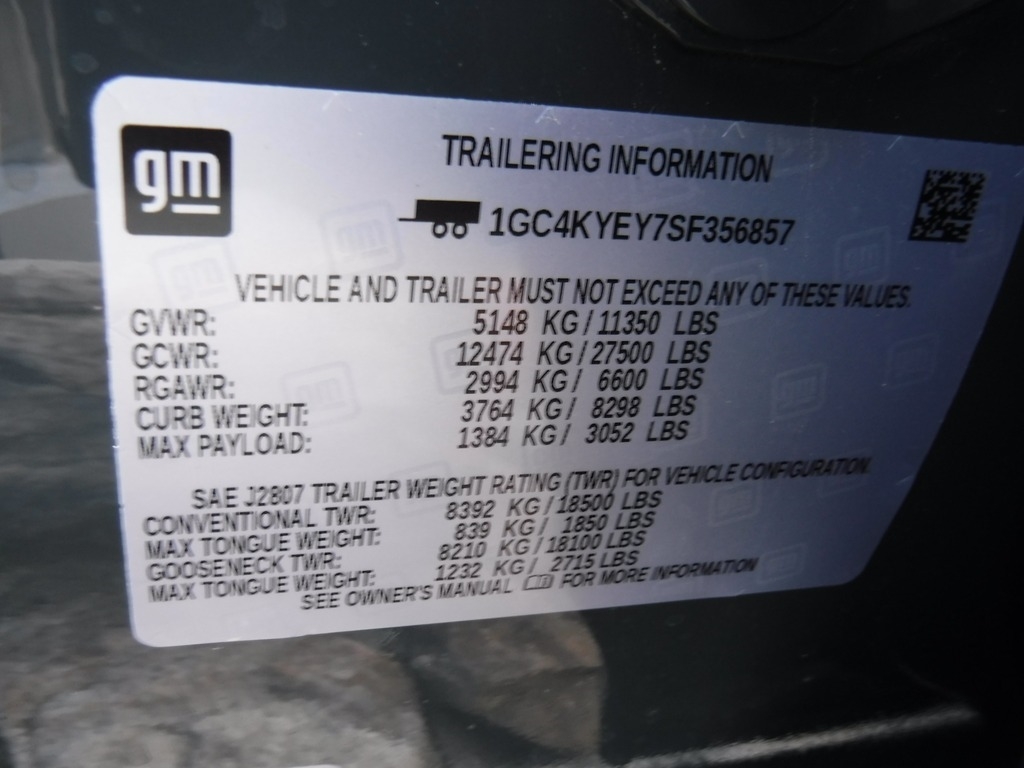 gm
TRAILERING INFORMATION
1GC4KYEY7SF356857
VEHICLE AND TRAILER MUST NOT EXCEED ANY OF THESE VALUES.
GVWR: 5148 KG/11350 LBS
GCWR: 12474 KG/27500 LBS
RGAWR: 2994 KG/ 6600 LBS
CURB WEIGHT: 3764 KG/ 8298 LBS
MAX PAYLOAD: 1384 KG/ 3052 LBS
SAE J2807 TRAILER WEIGHT RATING (TWR) FOR VEHICLE CONFIGURATION.
CONVENTIONAL TWR: 8392 KG/18500 LBS
MAX TONGUE WEIGHT: 839 KG/ 1850 LBS
GOOSENECK TWR: 8210 KG/18100 LBS
MAX TONGUE WEIGHT: 1232 KG/ 2715 LBS
SEE OWNER'S MANUAL FOR MORE INFORMATION